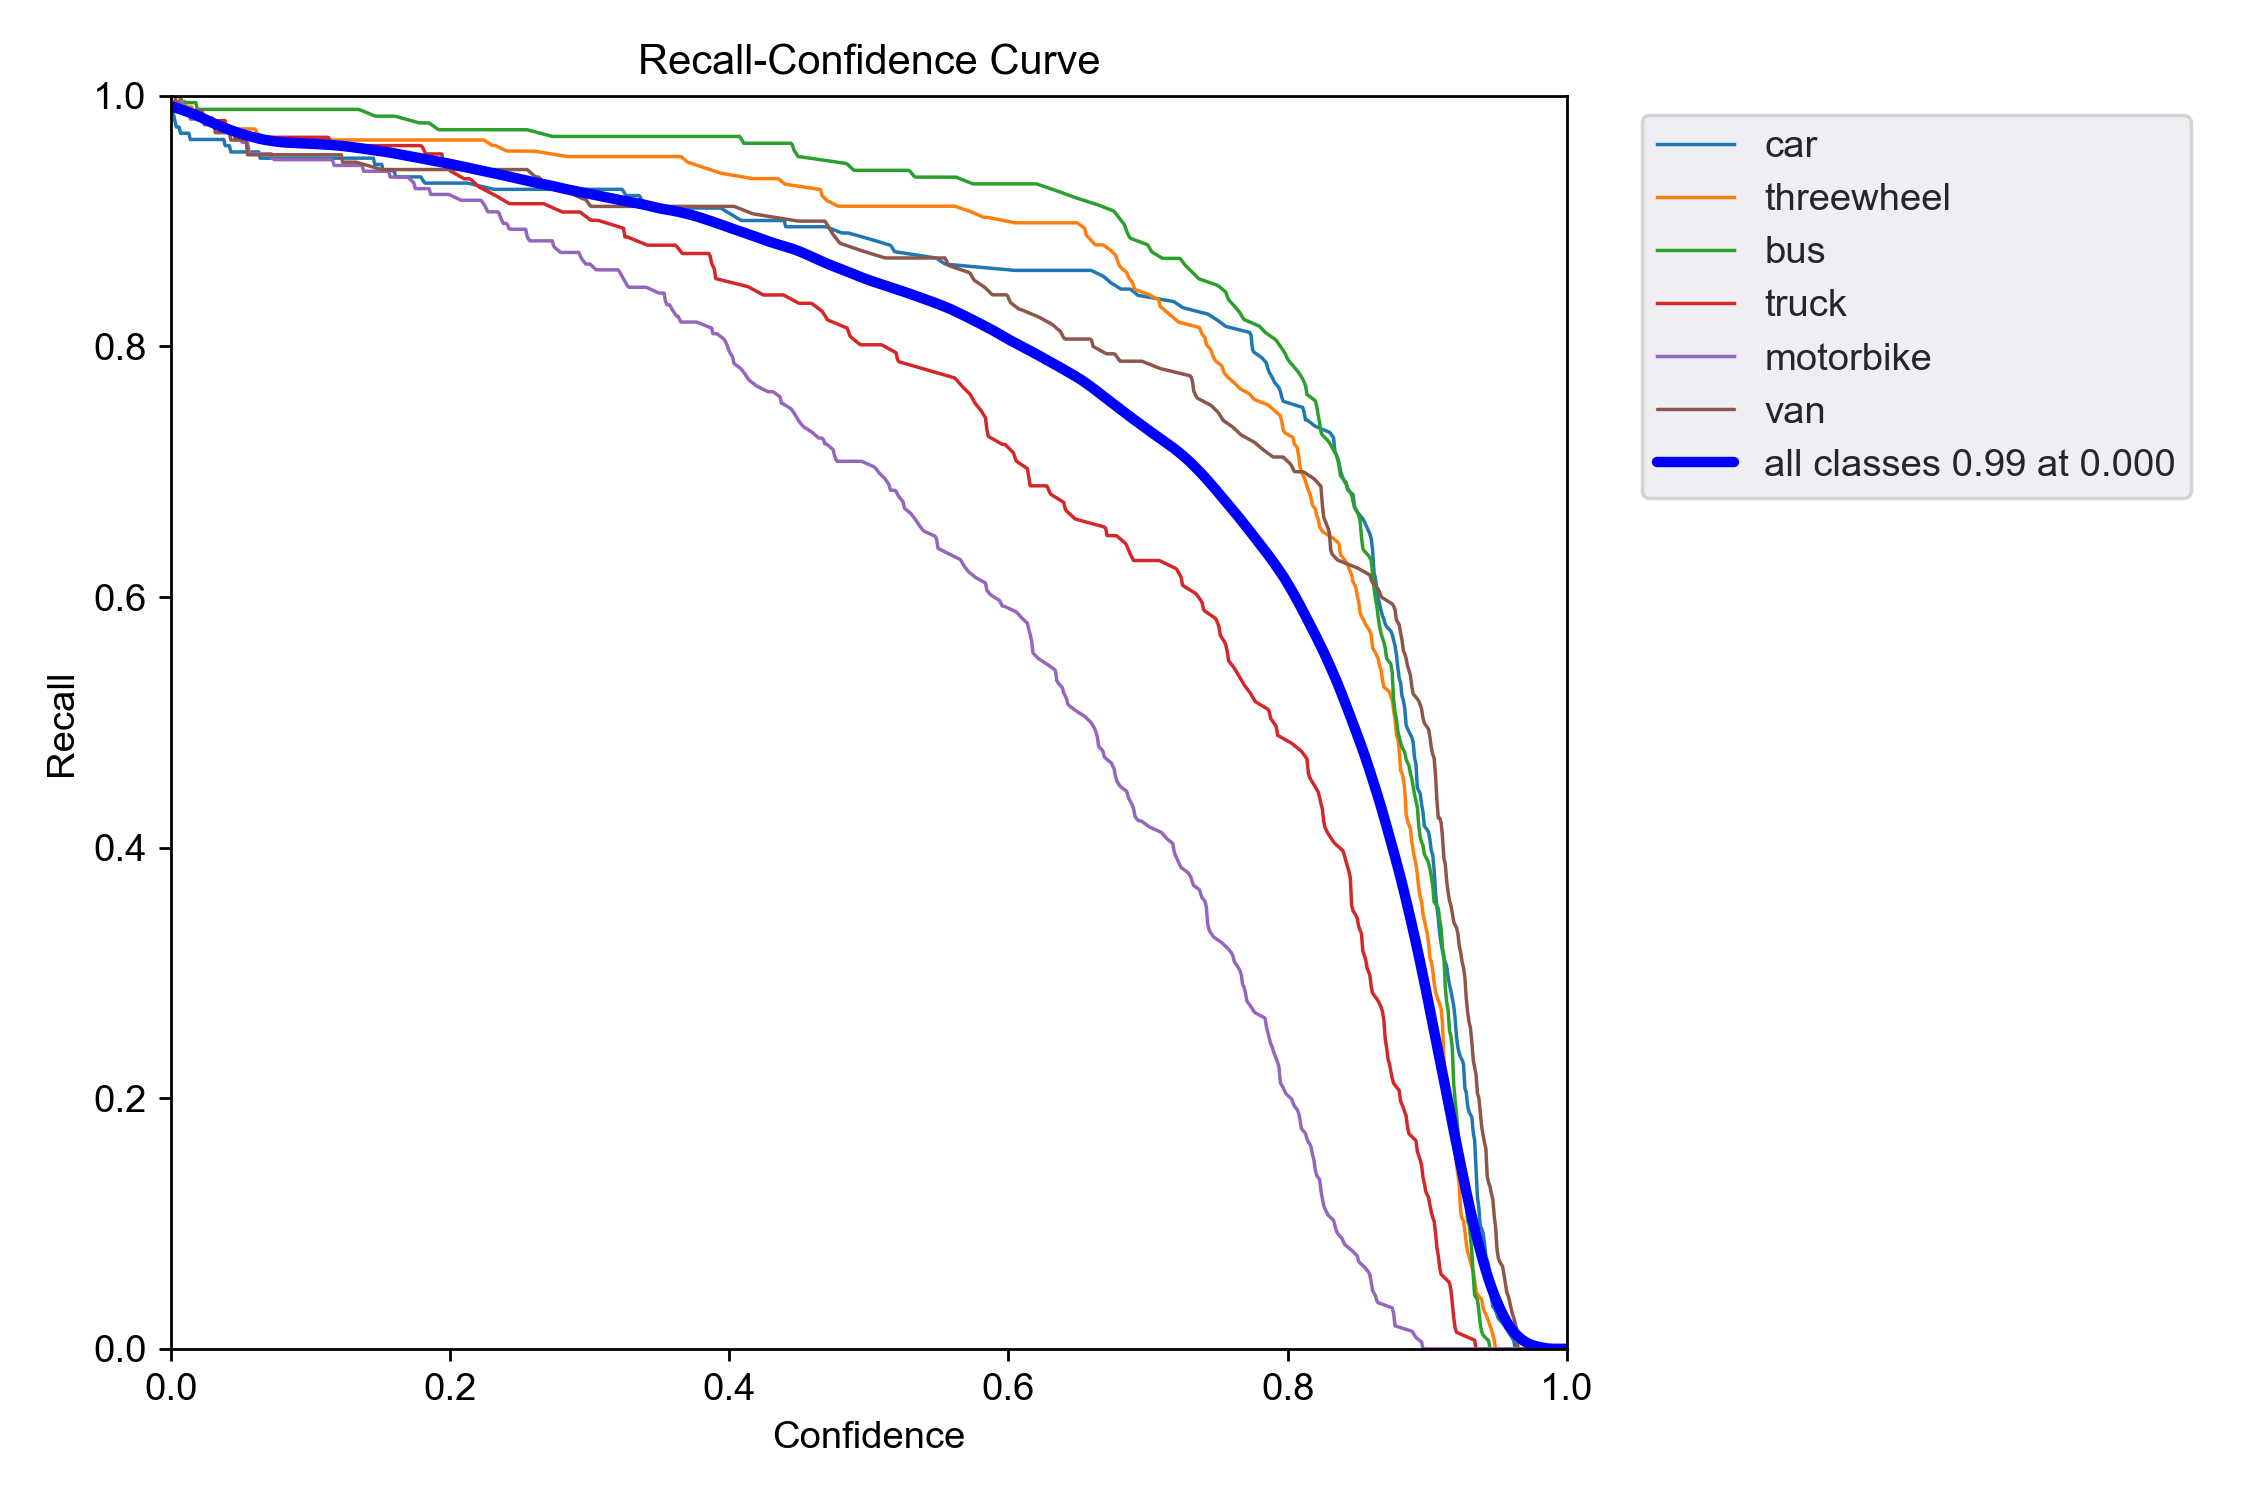 Recall-Confidence Curve
1.0
0.8
0.6
0.4
0.2
0.0
Recall
0.0 0.2 0.4 0.6 0.8 1.0
Confidence
car
threewheel
bus
truck
motorbike
van
all classes 0.99 at 0.000